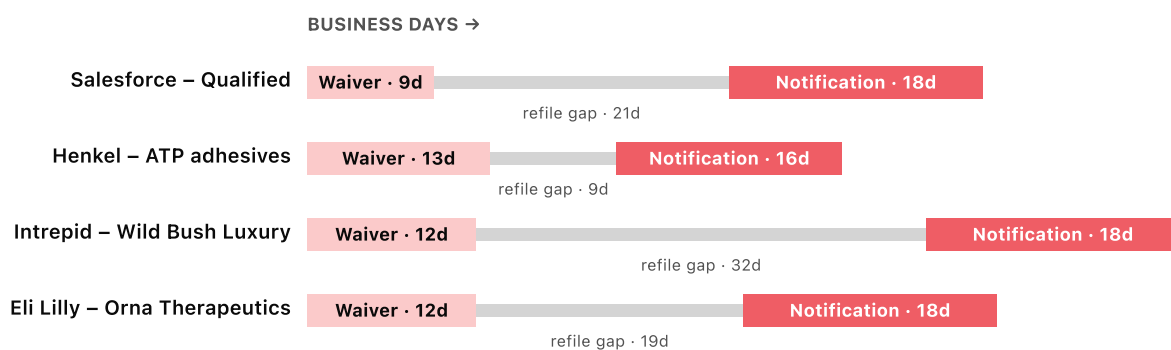 BUSINESS DAYS →
Salesforce – Qualified Waiver · 9d Notification · 18d
refile gap · 21d
Henkel – ATP adhesives Waiver · 13d Notification · 16d
refile gap · 9d
Intrepid – Wild Bush Luxury Waiver · 12d Notification · 18d
refile gap · 32d
Eli Lilly – Orna Therapeutics Waiver · 12d Notification · 18d
refile gap · 19d